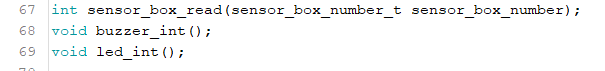 67 int sensor_box_read(sensor_box_number_t sensor_box_number);
68 void buzzer_int();
69 void led_int();